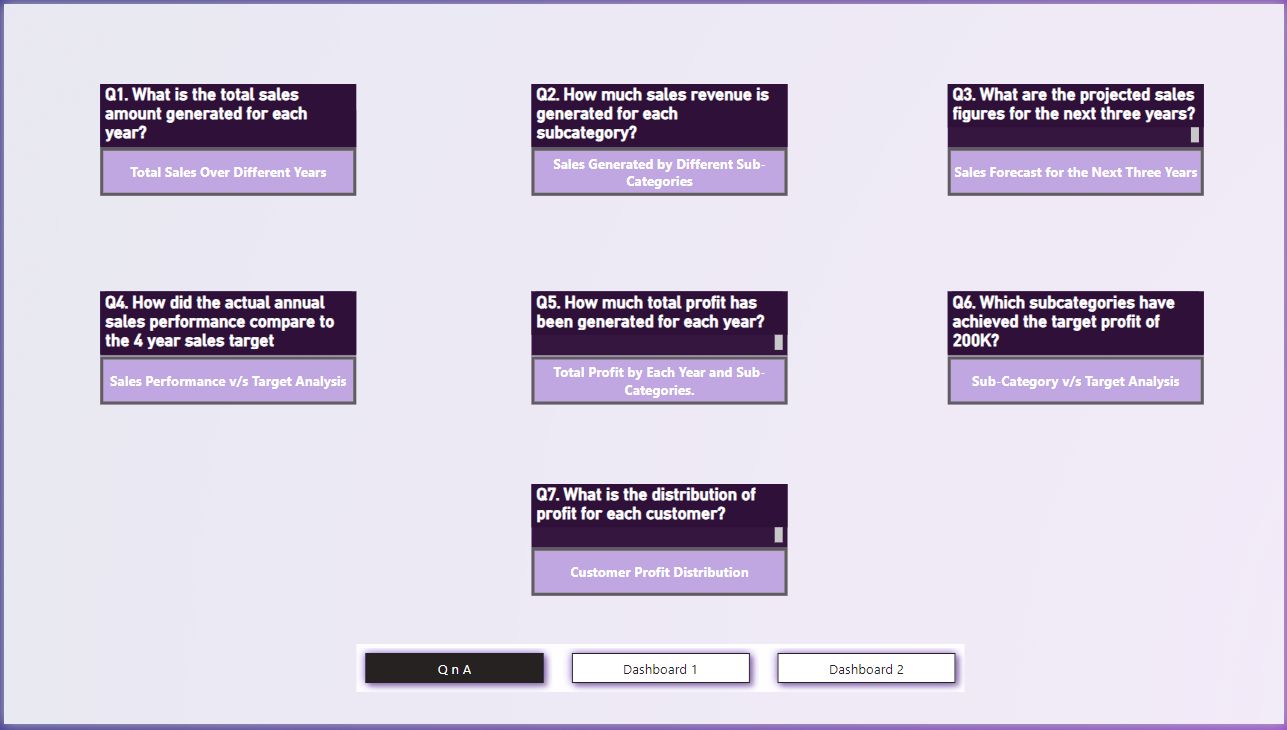 Q1. What is the total sales
amount generated for each
year?
Total Sales Over Different Years
Q2. How much sales revenue is
generated for each
subcategory?
Sales Generated by Different Sub-
Categories
Q3. What are the projected sales
figures for the next three years?
Sales Forecast for the Next Three Years
Q4. How did the actual annual
sales performance compare to
the 4 year sales target
Sales Performance v/s Target Analysis
Q5. How much total profit has
been generated for each year?
Total Profit by Each Year and Sub-
Categories.
Q6. Which subcategories have
achieved the target profit of
200K?
Sub-Category v/s Target Analysis
Q7. What is the distribution of
profit for each customer?
Customer Profit Distribution
Q n A
Dashboard 1
Dashboard 2